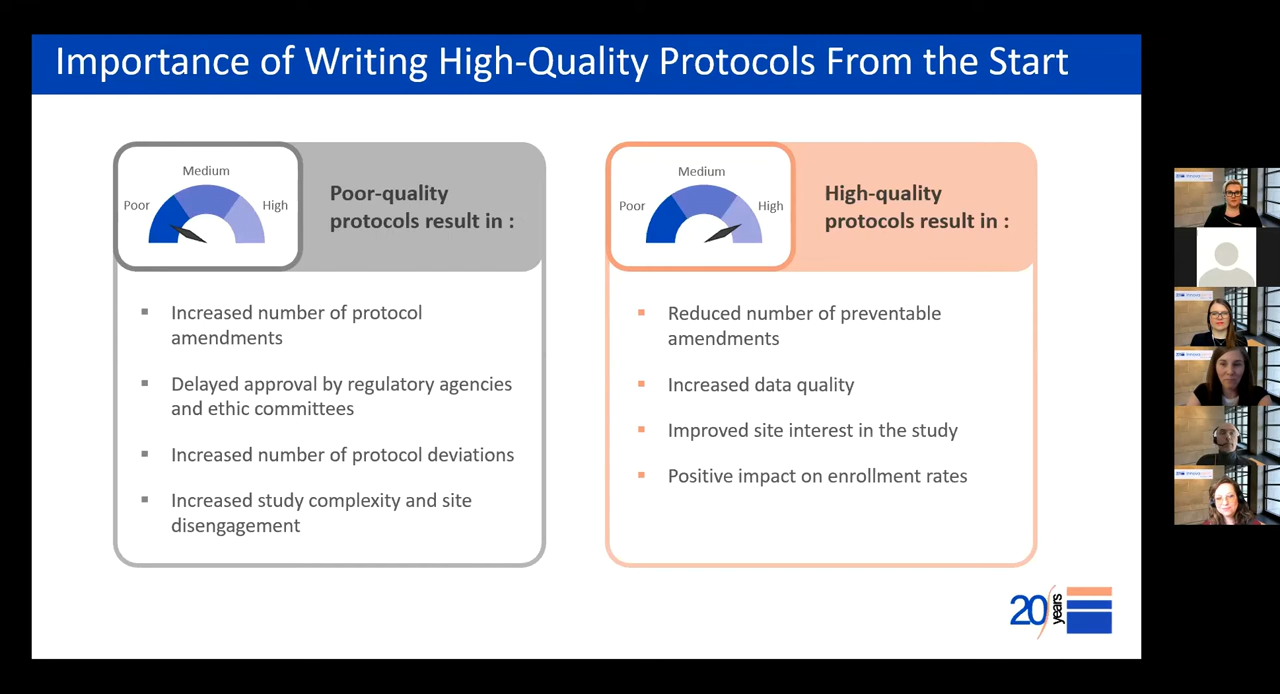 Importance of Writing High-Quality Protocols From the Start
Medium
Poor
High
Poor-quality
protocols result in :
Increased number of protocol
amendments
Delayed approval by regulatory agencies
and ethic committees
Increased number of protocol deviations
Increased study complexity and site
disengagement
Medium
Poor
High
High-quality
protocols result in :
Reduced number of preventable
amendments
Increased data quality
Improved site interest in the study
Positive impact on enrollment rates
20
years